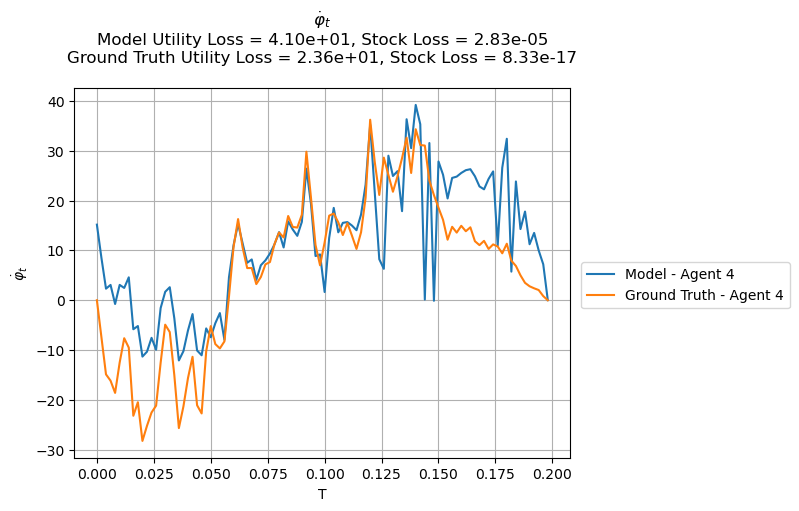 φ̇ₜ
Model Utility Loss = 4.10e+01, Stock Loss = 2.83e-05
Ground Truth Utility Loss = 2.36e+01, Stock Loss = 8.33e-17
40
30
20
10
0
−10
−20
−30
φ̇ₜ
0.000 0.025 0.050 0.075 0.100 0.125 0.150 0.175 0.200
T
Model - Agent 4
Ground Truth - Agent 4